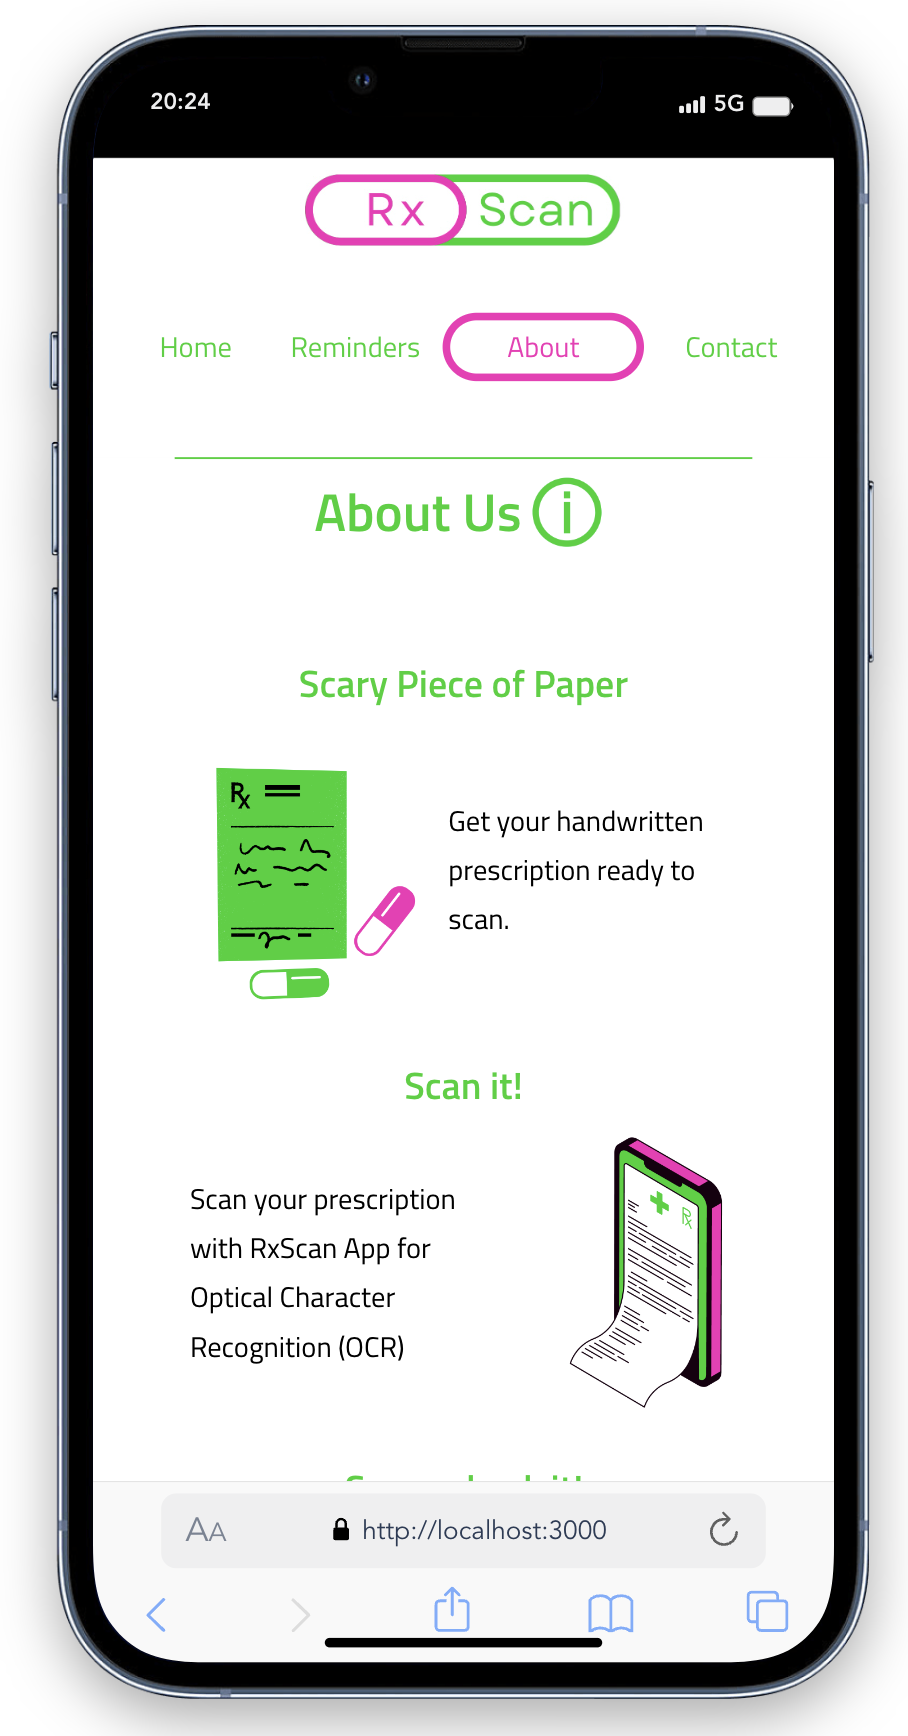 20:24
5G
Rx Scan
Home Reminders About Contact
About Us i
Scary Piece of Paper
Rx
Get your handwritten
prescription ready to
scan.
Scan it!
Scan your prescription
with RxScan App for
Optical Character
Recognition (OCR)
Rx
AA http://localhost:3000